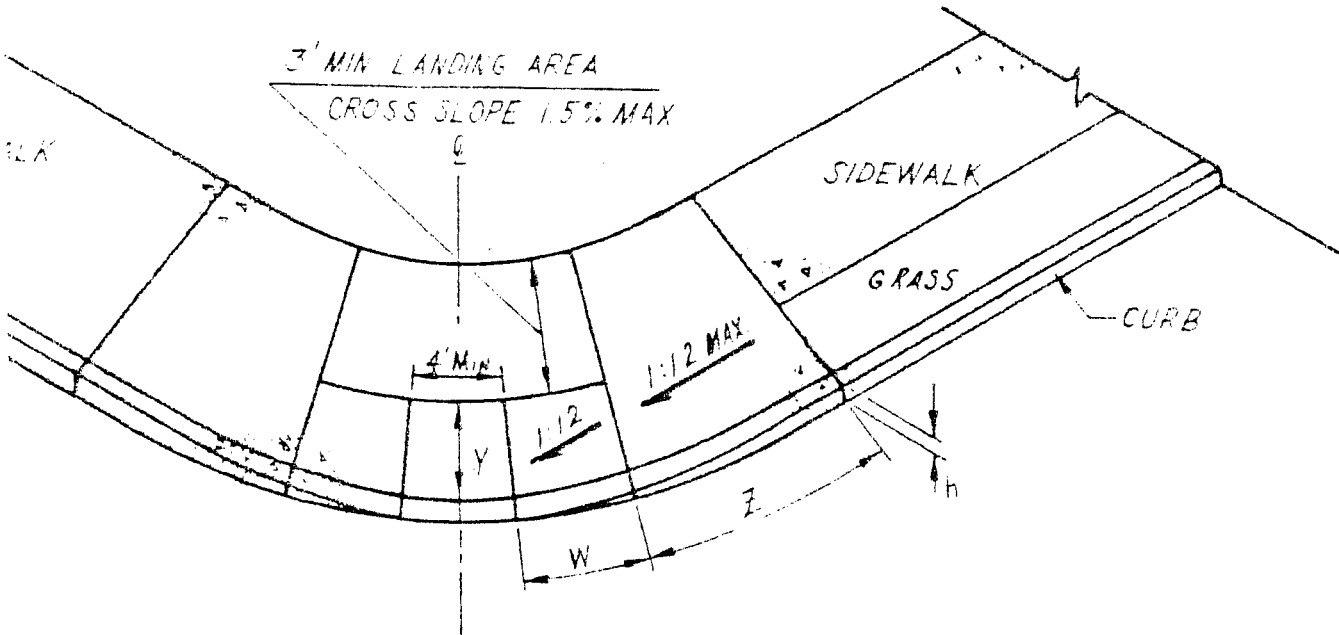 3' MIN LANDING AREA
CROSS SLOPE 1.5% MAX
℄
ALK
SIDEWALK
GRASS
CURB
4' MIN
1:12 MAX.
1:12
Y
Z
W
h